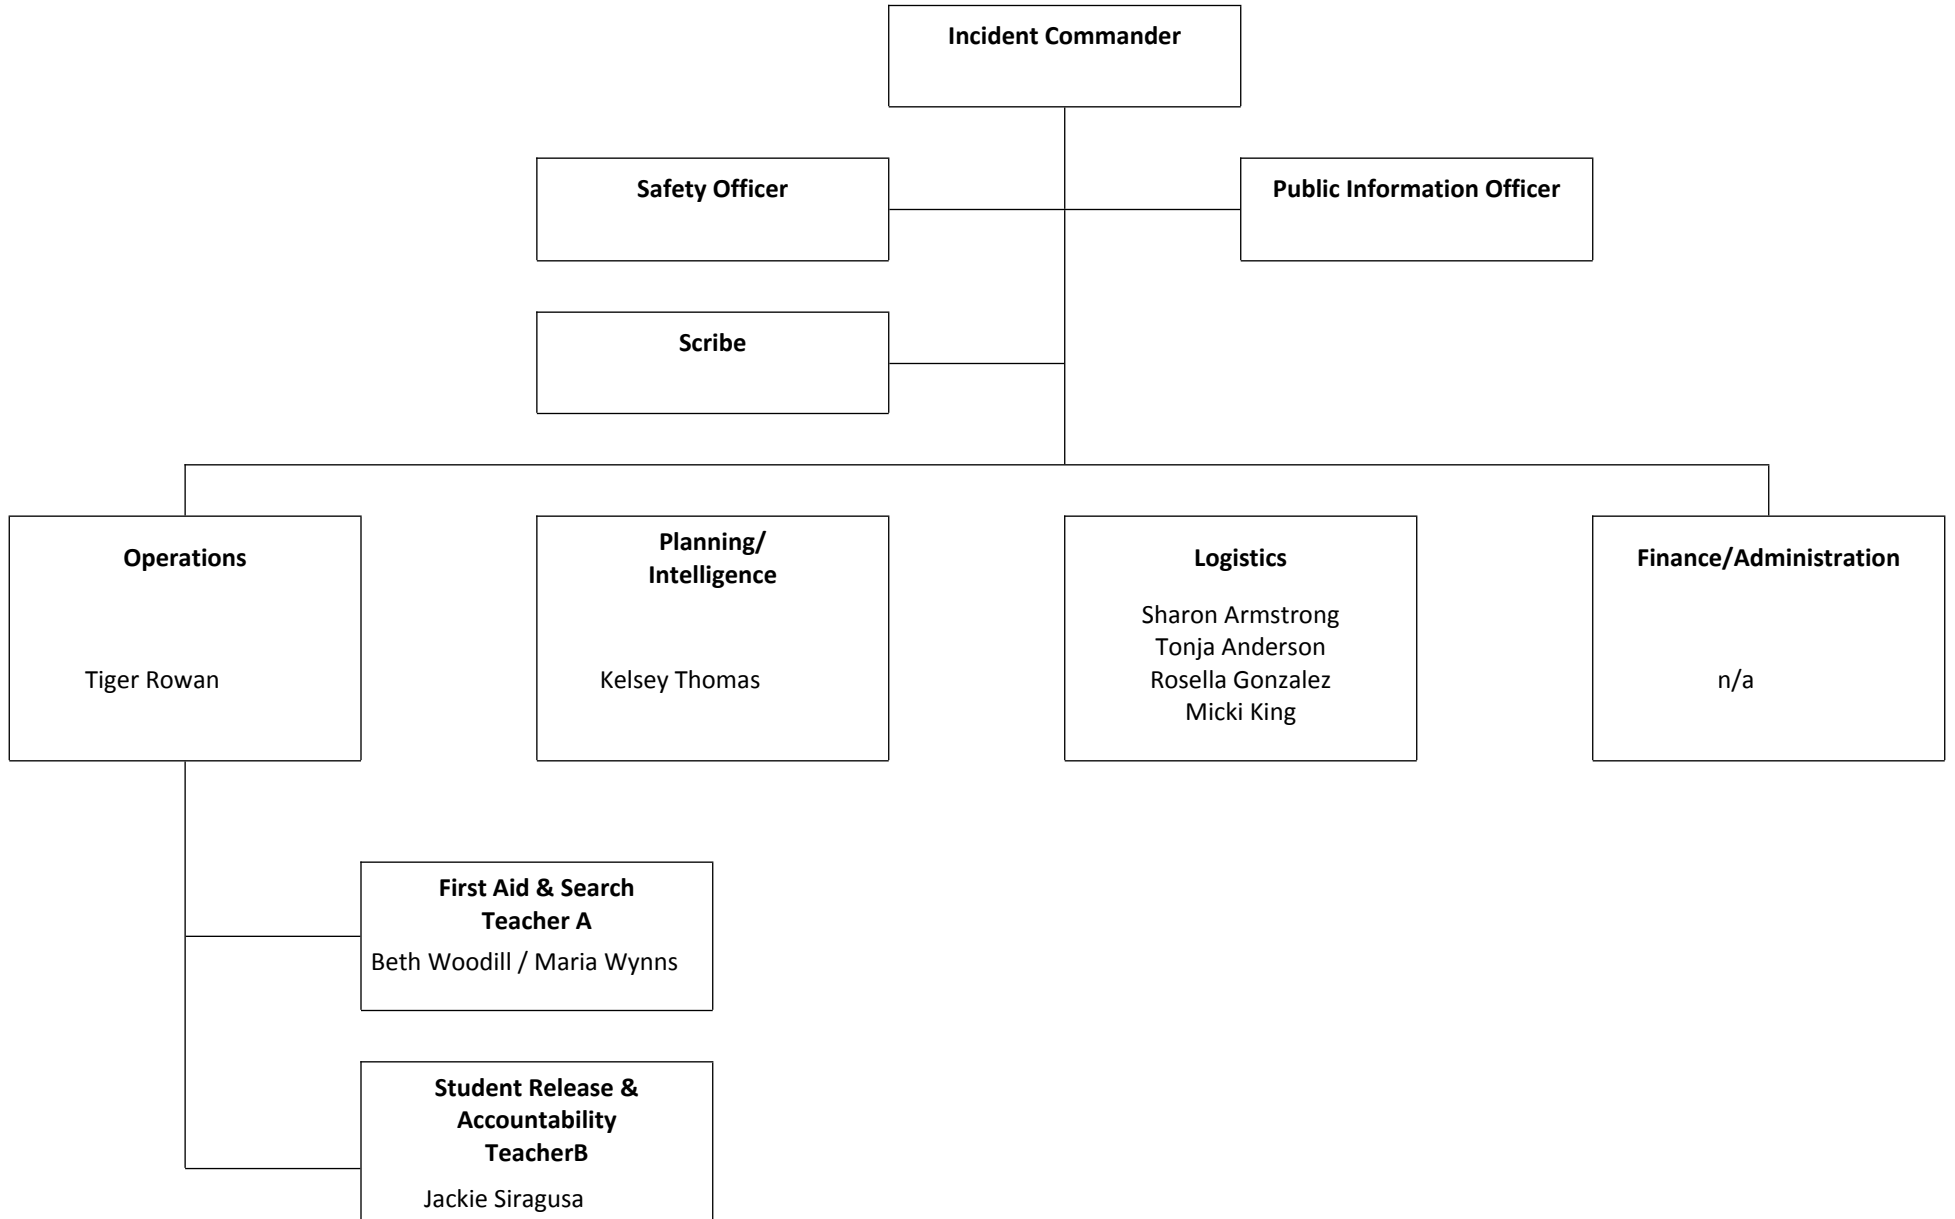 Incident Commander
Safety Officer
Public Information Officer
Scribe
Operations
Tiger Rowan
Planning/
Intelligence
Kelsey Thomas
Logistics
Sharon Armstrong
Tonja Anderson
Rosella Gonzalez
Micki King
Finance/Administration
n/a
First Aid & Search
Teacher A
Beth Woodill / Maria Wynns
Student Release &
Accountability
TeacherB
Jackie Siragusa